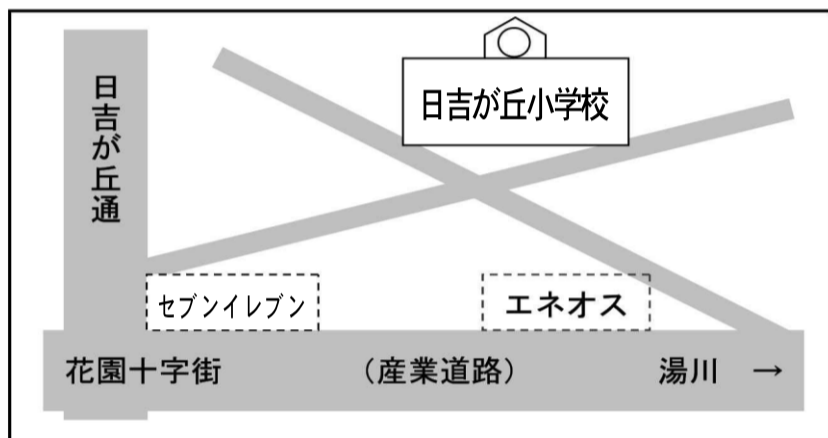 日吉が丘小学校
日吉が丘通
セブンイレブン
エネオス
花園十字街 （産業道路） 湯川 →